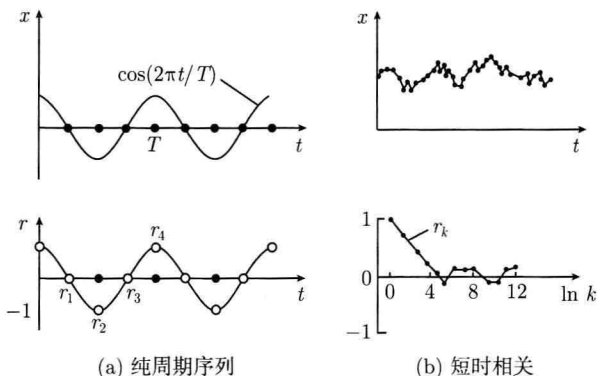 x
cos(2πt/T)
T
t
x
t
r
r₄
r₁
r₂
r₃
−1
t
1
rₖ
0
0 4 8 12
ln k
−1
(a) 纯周期序列
(b) 短时相关